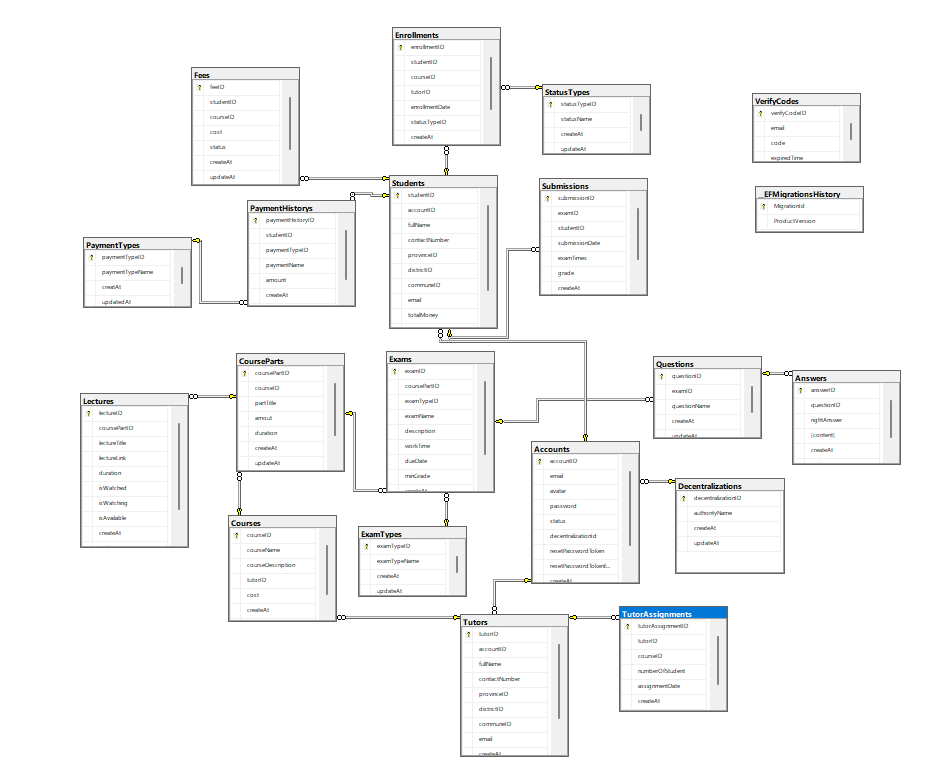 Enrollments
enrollmentID
studentID
courseID
tutorID
enrollmentDate
statusTypeID
createAt
Fees
feeID
studentID
courseID
cost
status
createAt
updateAt
StatusTypes
statusTypeID
statusName
createAt
updateAt
VerifyCodes
verifyCodeID
email
code
expiredTime
Students
studentID
accountID
fullName
contactNumber
provinceID
districtID
communeID
email
totalMoney
Submissions
submissionID
examID
studentID
submissionDate
examTimes
grade
createAt
__EFMigrationsHistory
MigrationId
ProductVersion
PaymentHistorys
paymentHistoryID
studentID
paymentTypeID
paymentName
amount
createAt
PaymentTypes
paymentTypeID
paymentTypeName
creatAt
updatedAt
CourseParts
coursePartID
courseID
partTitle
amout
duration
createAt
updateAt
Exams
examID
coursePartID
examTypeID
examName
description
workTime
dueDate
minGrade
createAt
Questions
questionID
examID
questionName
createAt
updateAt
Answers
answerID
questionID
rightAnswer
[content]
createAt
Lectures
lectureID
coursePartID
lectureTitle
lectureLink
duration
isWatched
isWatching
isAvailable
createAt
Accounts
accountID
email
avatar
password
status
decentralizationId
resetPasswordToken
resetPasswordTokenE...
createAt
Decentralizations
decentralizationID
authorityName
createAt
updateAt
Courses
courseID
courseName
courseDescription
tutorID
cost
createAt
ExamTypes
examTypeID
examTypeName
createAt
updateAt
Tutors
tutorID
accountID
fullName
contactNumber
provinceID
districtID
communeID
email
createAt
TutorAssignments
tutorAssignmentID
tutorID
courseID
numberOfStudent
assignmentDate
createAt